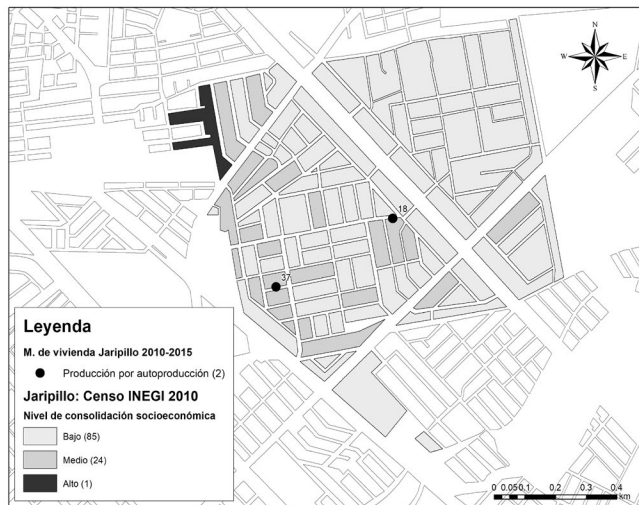 N
W E
S
18
37
Leyenda
M. de vivienda Jaripillo 2010-2015
Producción por autoproducción (2)
Jaripillo: Censo INEGI 2010
Nivel de consolidación socioeconómica
Bajo (85)
Medio (24)
Alto (1)
0 0.050.1 0.2 0.3 0.4
km